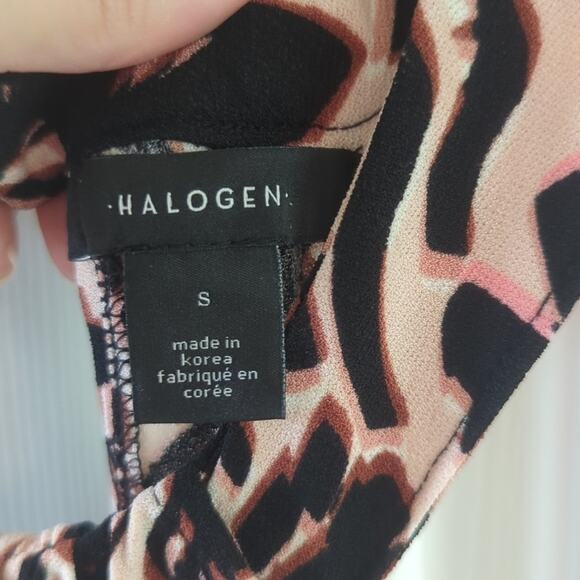 ·HALOGEN·
S
made in
korea
fabriqué en
corée